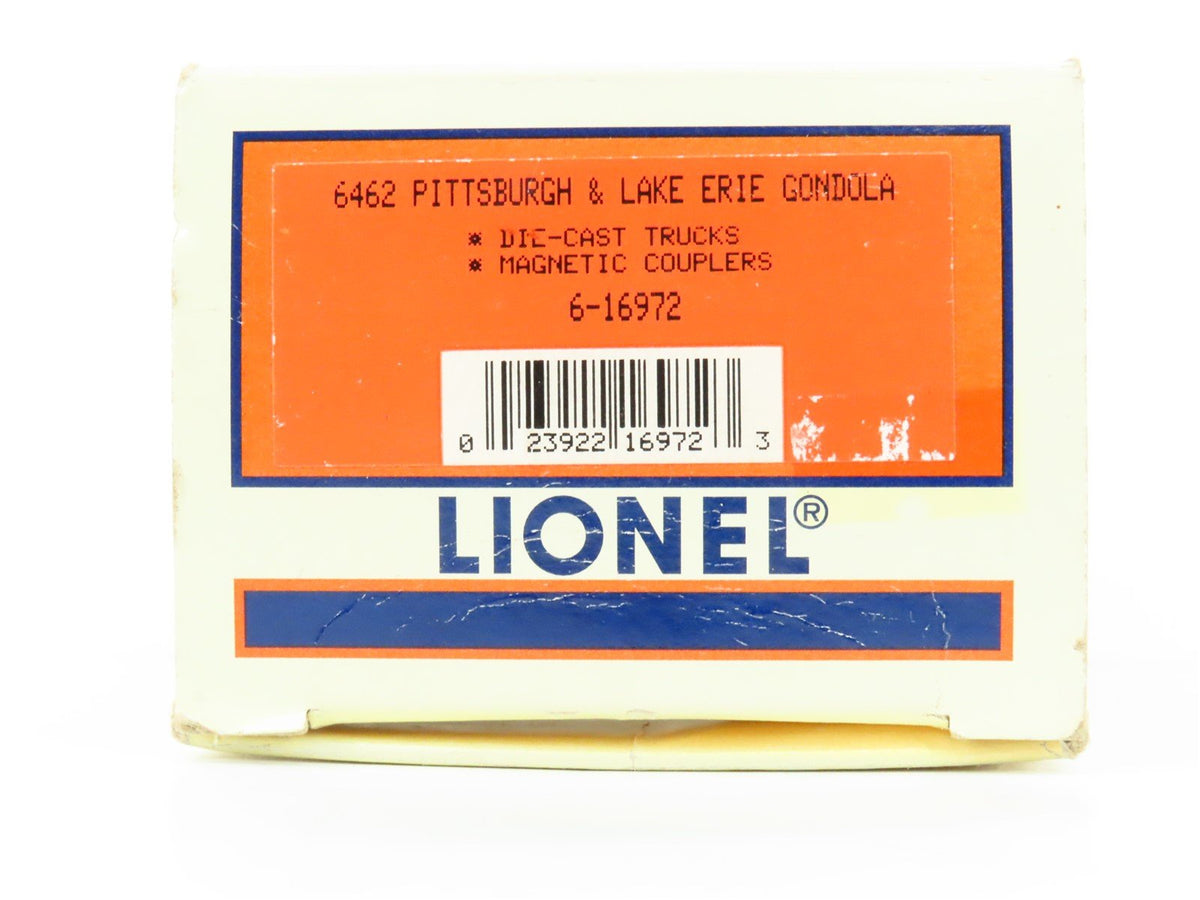 6462 PITTSBURGH & LAKE ERIE GONDOLA
* DIE-CAST TRUCKS
* MAGNETIC COUPLERS
6-16972
0 23922 16972 3
LIONEL®